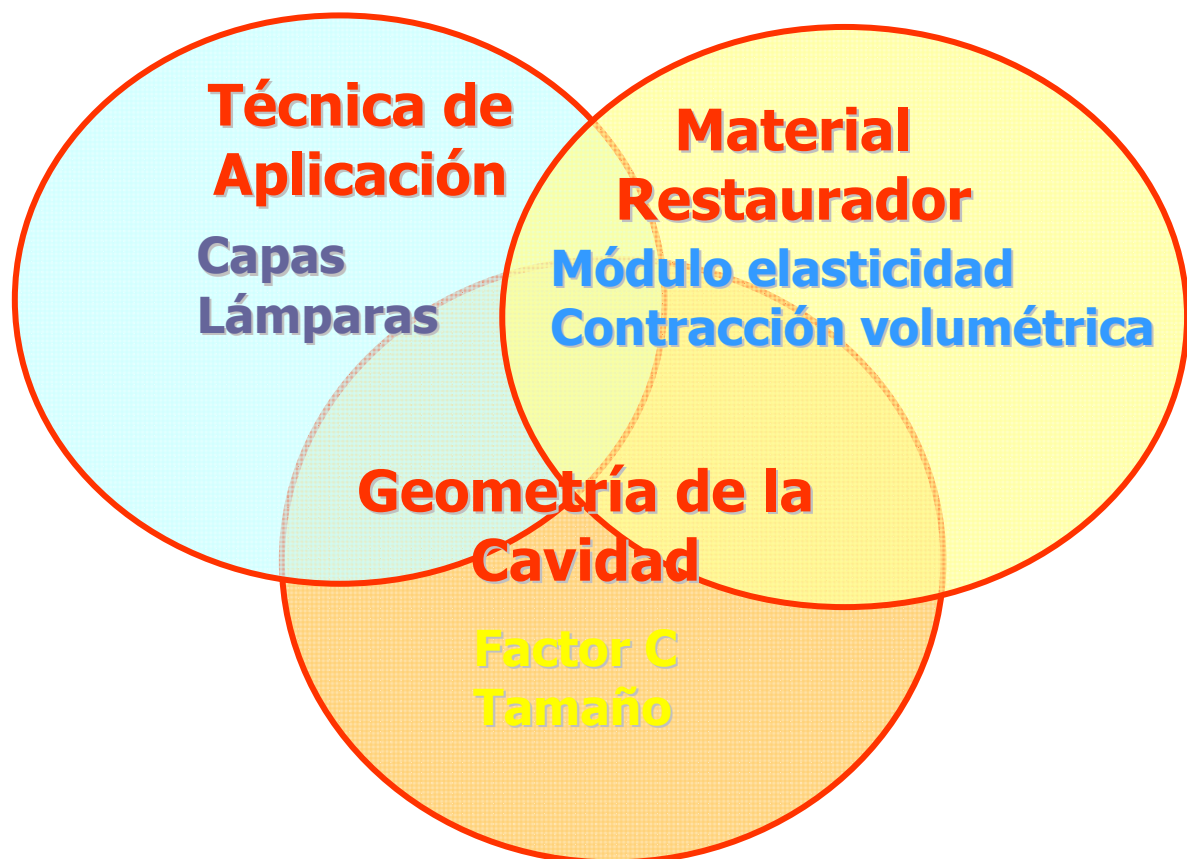 Técnica de
Aplicación
Capas
Lámparas
Material
Restaurador
Módulo elasticidad
Contracción volumétrica
Geometría de la
Cavidad
Factor C
Tamaño